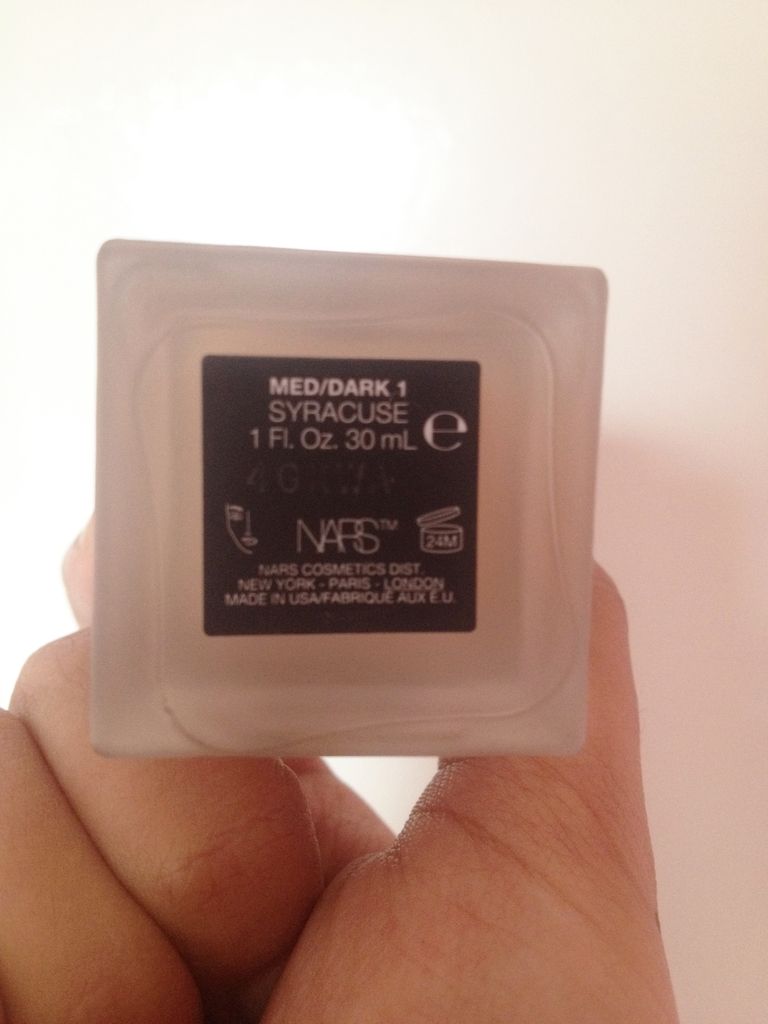 MED/DARK 1
SYRACUSE
1 Fl. Oz. 30 mL e
NARS™
24M
NARS COSMETICS DIST.
NEW YORK - PARIS - LONDON
MADE IN USA/FABRIQUÉ AUX E.U.